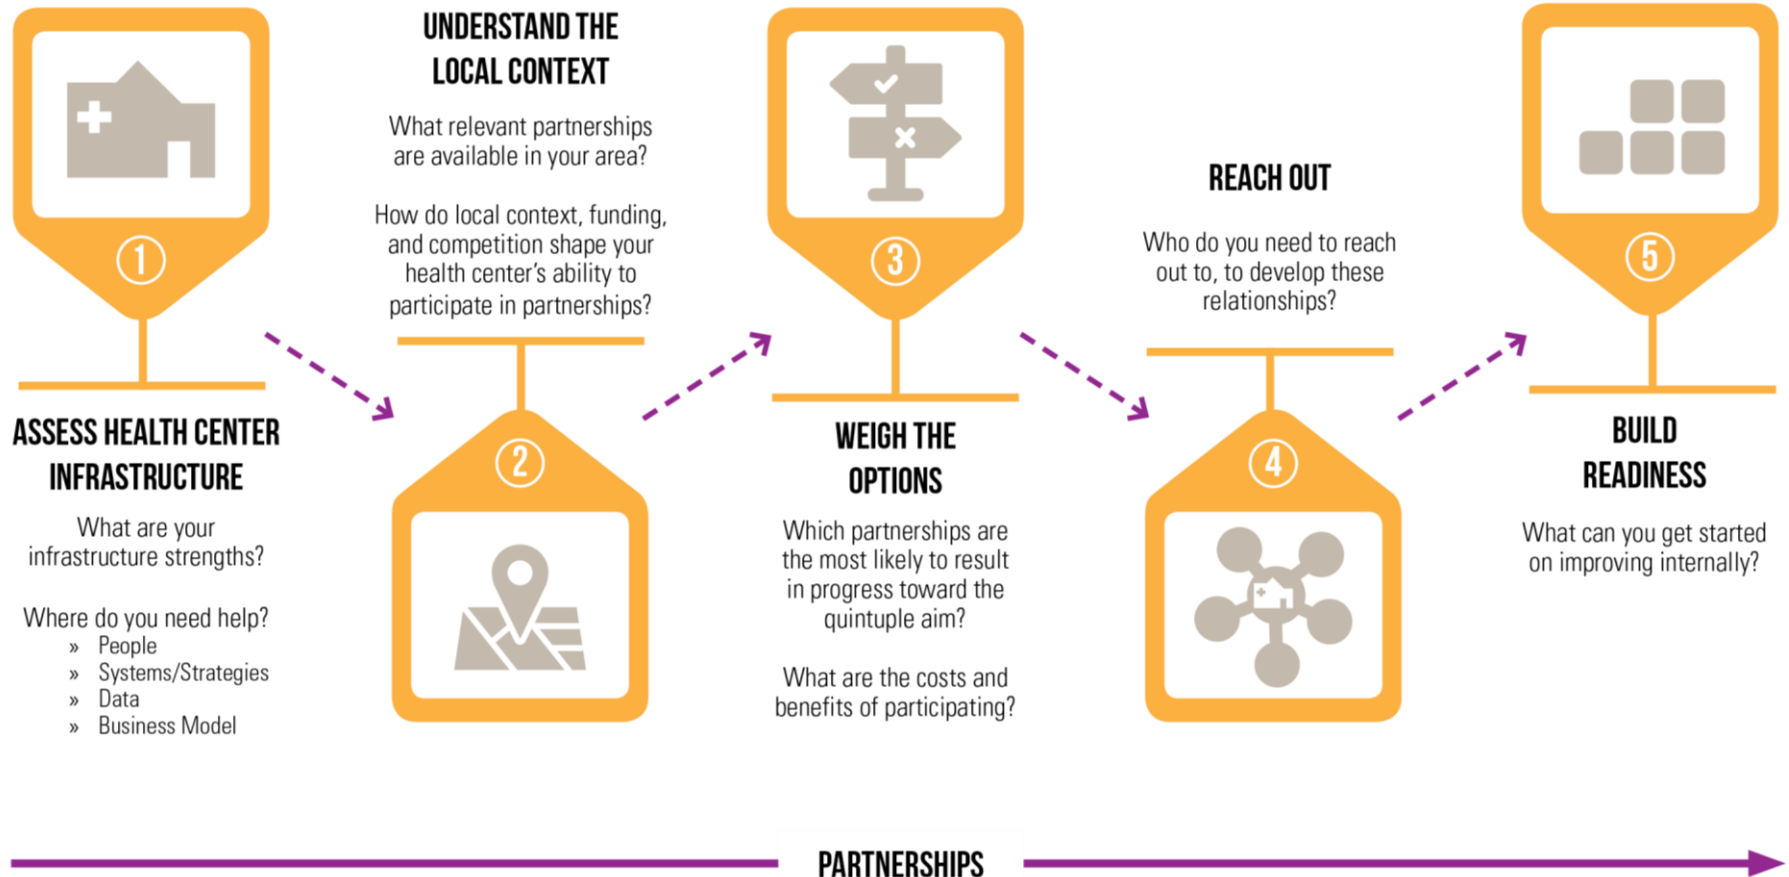 1
ASSESS HEALTH CENTER
INFRASTRUCTURE
What are your
infrastructure strengths?
Where do you need help?
» People
» Systems/Strategies
» Data
» Business Model
UNDERSTAND THE
LOCAL CONTEXT
What relevant partnerships
are available in your area?
How do local context, funding,
and competition shape your
health center's ability to
participate in partnerships?
2
3
WEIGH THE
OPTIONS
Which partnerships are
the most likely to result
in progress toward the
quintuple aim?
What are the costs and
benefits of participating?
REACH OUT
Who do you need to reach
out to, to develop these
relationships?
4
5
BUILD
READINESS
What can you get started
on improving internally?
PARTNERSHIPS